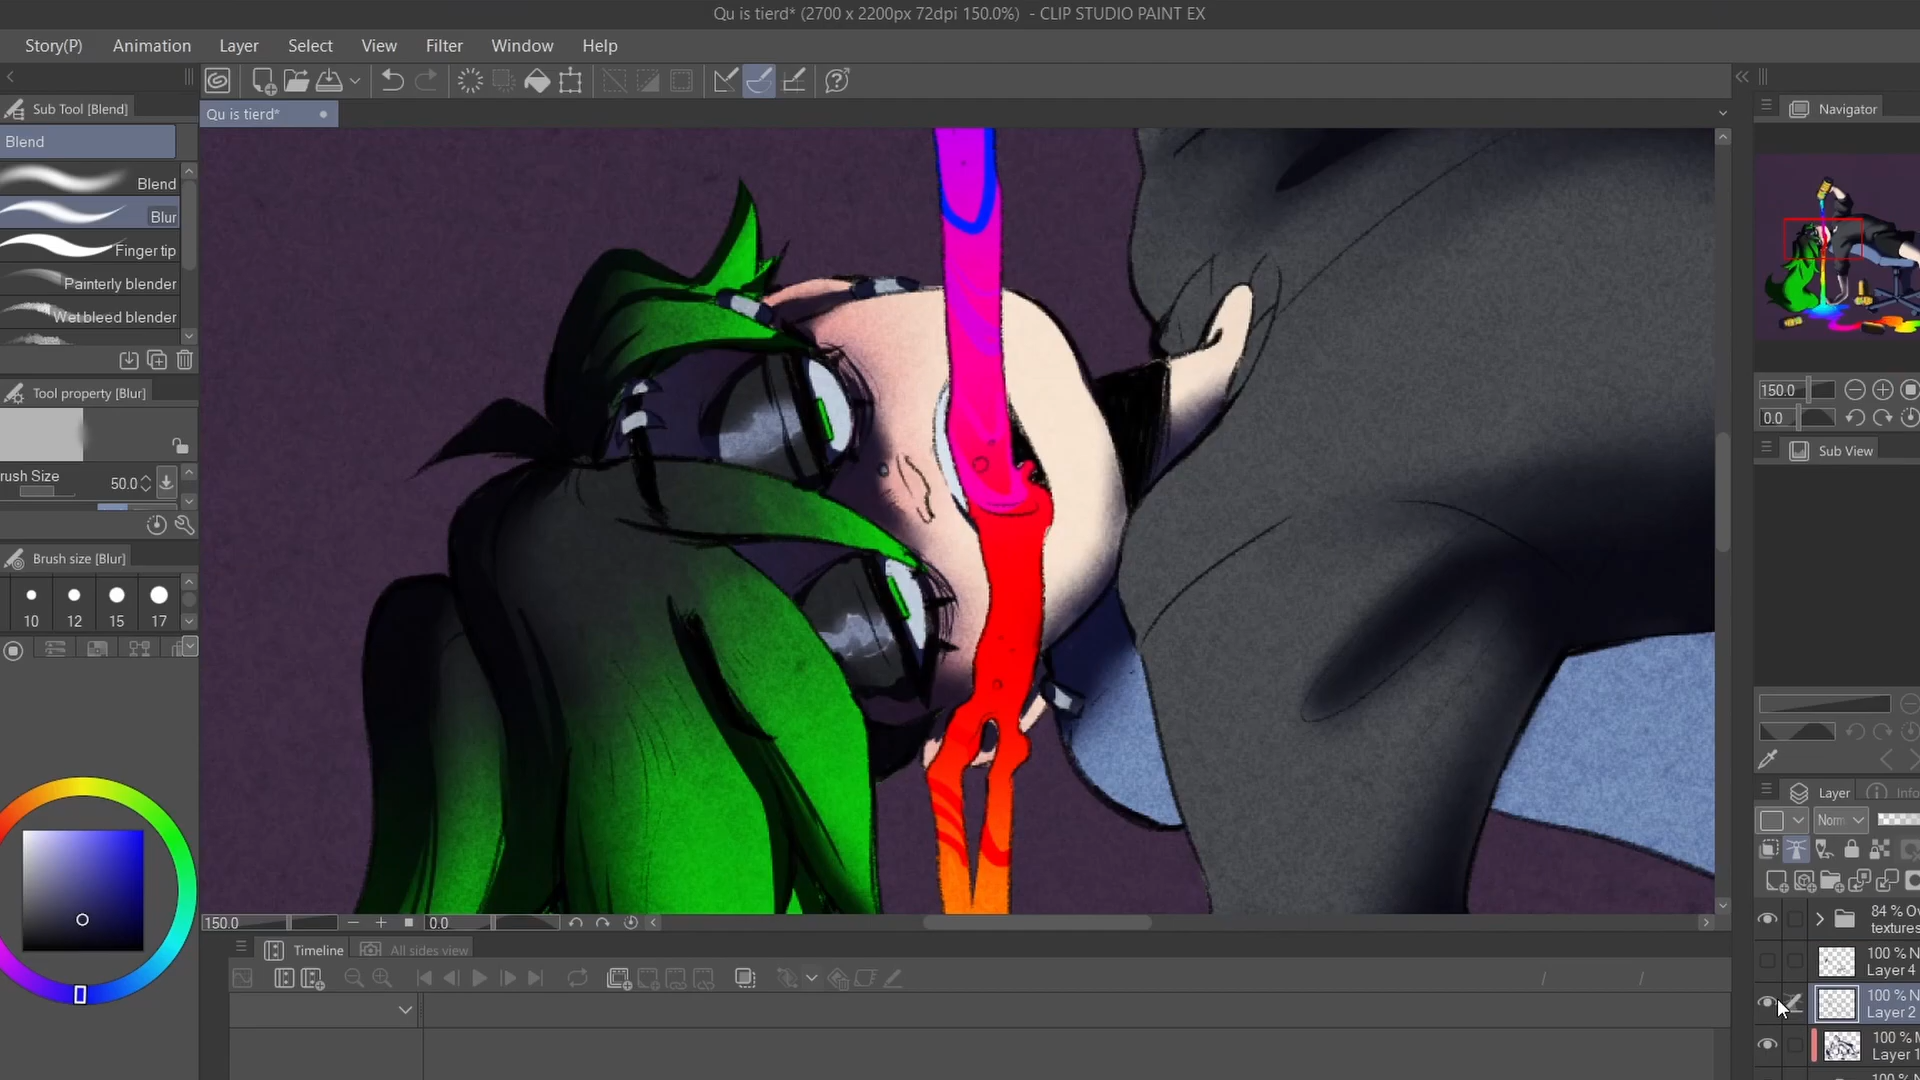 Qu is tierd* (2700 x 2200px 72dpi 150.0%) - CLIP STUDIO PAINT EX
Story(P) Animation Layer Select View Filter Window Help
Sub Tool [Blend]
Blend
Blend
Blur
Finger tip
Painterly blender
Wet bleed blender
Tool property [Blur]
rush Size 50.0
Brush size [Blur]
10 12 15 17
Qu is tierd*
150.0 0.0
Timeline All sides view
Navigator
150.0
0.0
Sub View
Layer Info
Norm
84 % Ov
textures
100 % N
Layer 4
100 % N
Layer 2
100 % M
Layer 1
100 % N